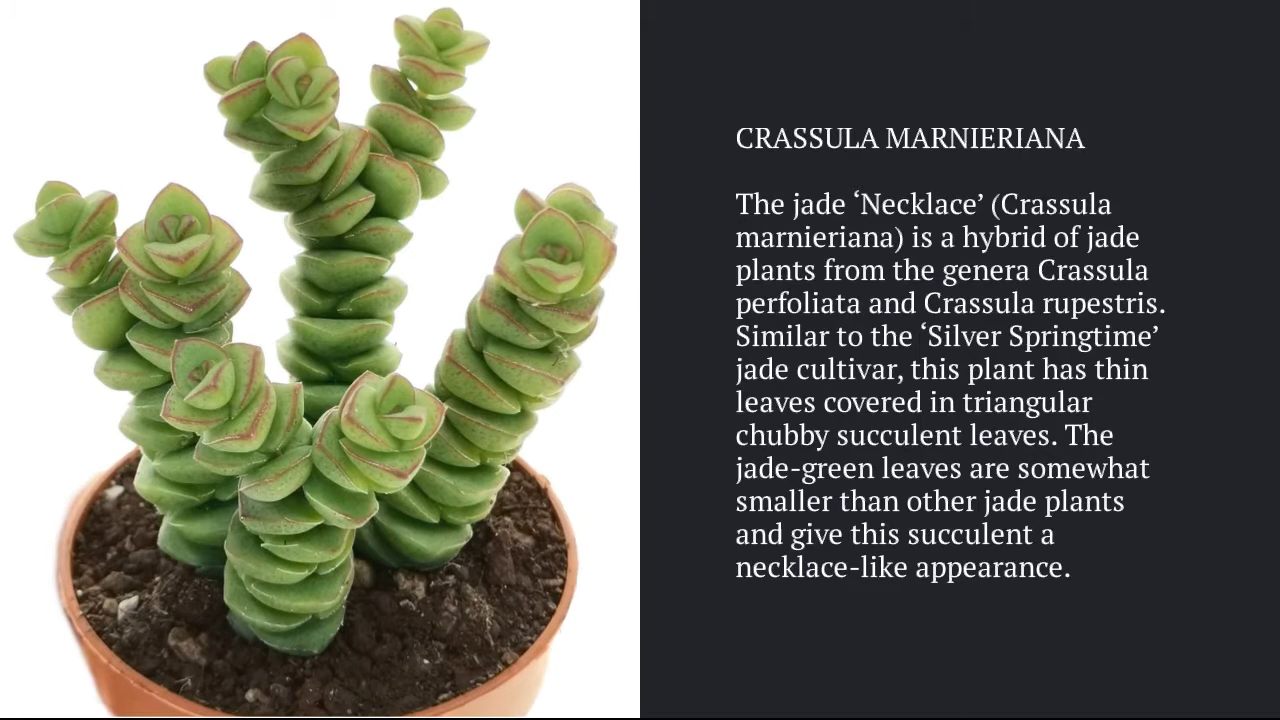 CRASSULA MARNIERIANA
The jade ‘Necklace’ (Crassula
marnieriana) is a hybrid of jade
plants from the genera Crassula
perfoliata and Crassula rupestris.
Similar to the ‘Silver Springtime’
jade cultivar, this plant has thin
leaves covered in triangular
chubby succulent leaves. The
jade-green leaves are somewhat
smaller than other jade plants
and give this succulent a
necklace-like appearance.